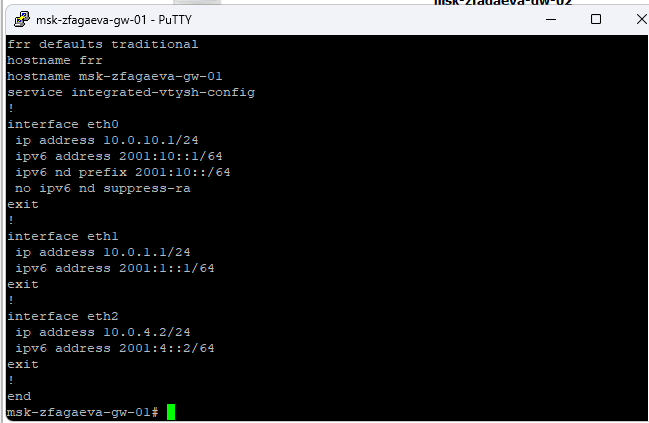 msk-zfagaeva-gw-02
msk-zfagaeva-gw-01 - PuTTY
frr defaults traditional
hostname frr
hostname msk-zfagaeva-gw-01
service integrated-vtysh-config
!
interface eth0
 ip address 10.0.10.1/24
 ipv6 address 2001:10::1/64
 ipv6 nd prefix 2001:10::/64
 no ipv6 nd suppress-ra
exit
!
interface eth1
 ip address 10.0.1.1/24
 ipv6 address 2001:1::1/64
exit
!
interface eth2
 ip address 10.0.4.2/24
 ipv6 address 2001:4::2/64
exit
!
end
msk-zfagaeva-gw-01#